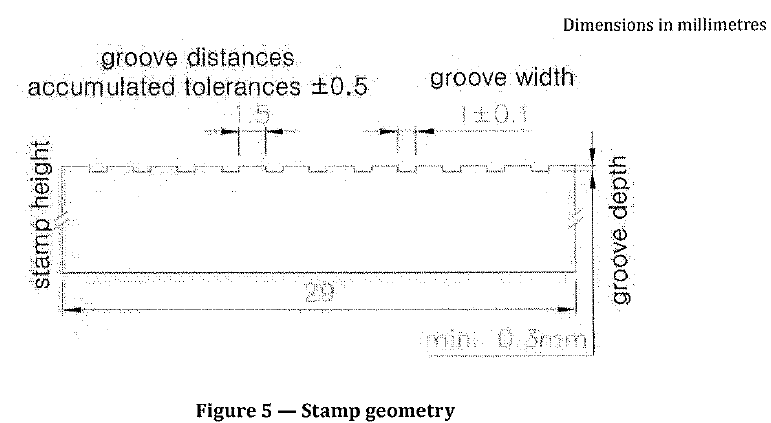 Dimensions in millimetres
groove distances
accumulated tolerances ±0.5
groove width
1.5
1±0.1
stamp height
groove depth
29
min. 0.3mm
Figure 5 — Stamp geometry